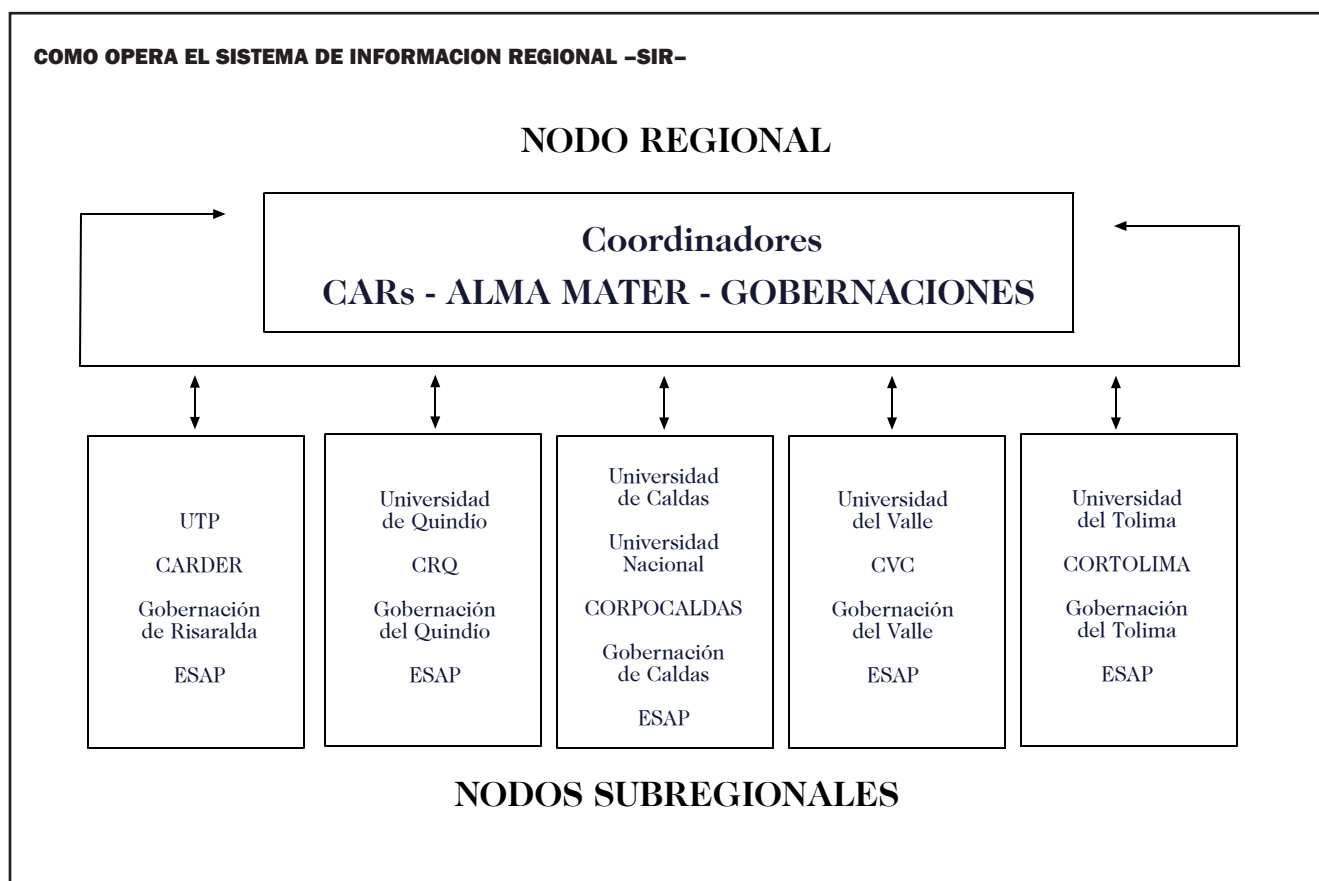 COMO OPERA EL SISTEMA DE INFORMACION REGIONAL –SIR–
NODO REGIONAL
Coordinadores
CARs - ALMA MATER - GOBERNACIONES
UTP
CARDER
Gobernación
de Risaralda
ESAP
Universidad
de Quindío
CRQ
Gobernación
del Quindío
ESAP
Universidad
de Caldas
Universidad
Nacional
CORPOCALDAS
Gobernación
de Caldas
ESAP
Universidad
del Valle
CVC
Gobernación
del Valle
ESAP
Universidad
del Tolima
CORTOLIMA
Gobernación
del Tolima
ESAP
NODOS SUBREGIONALES